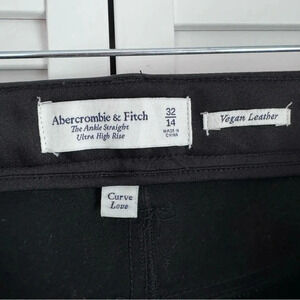 Abercrombie & Fitch
The Ankle Straight
Ultra High Rise
32
14
MADE IN
CHINA
Vegan Leather
Curve
Love